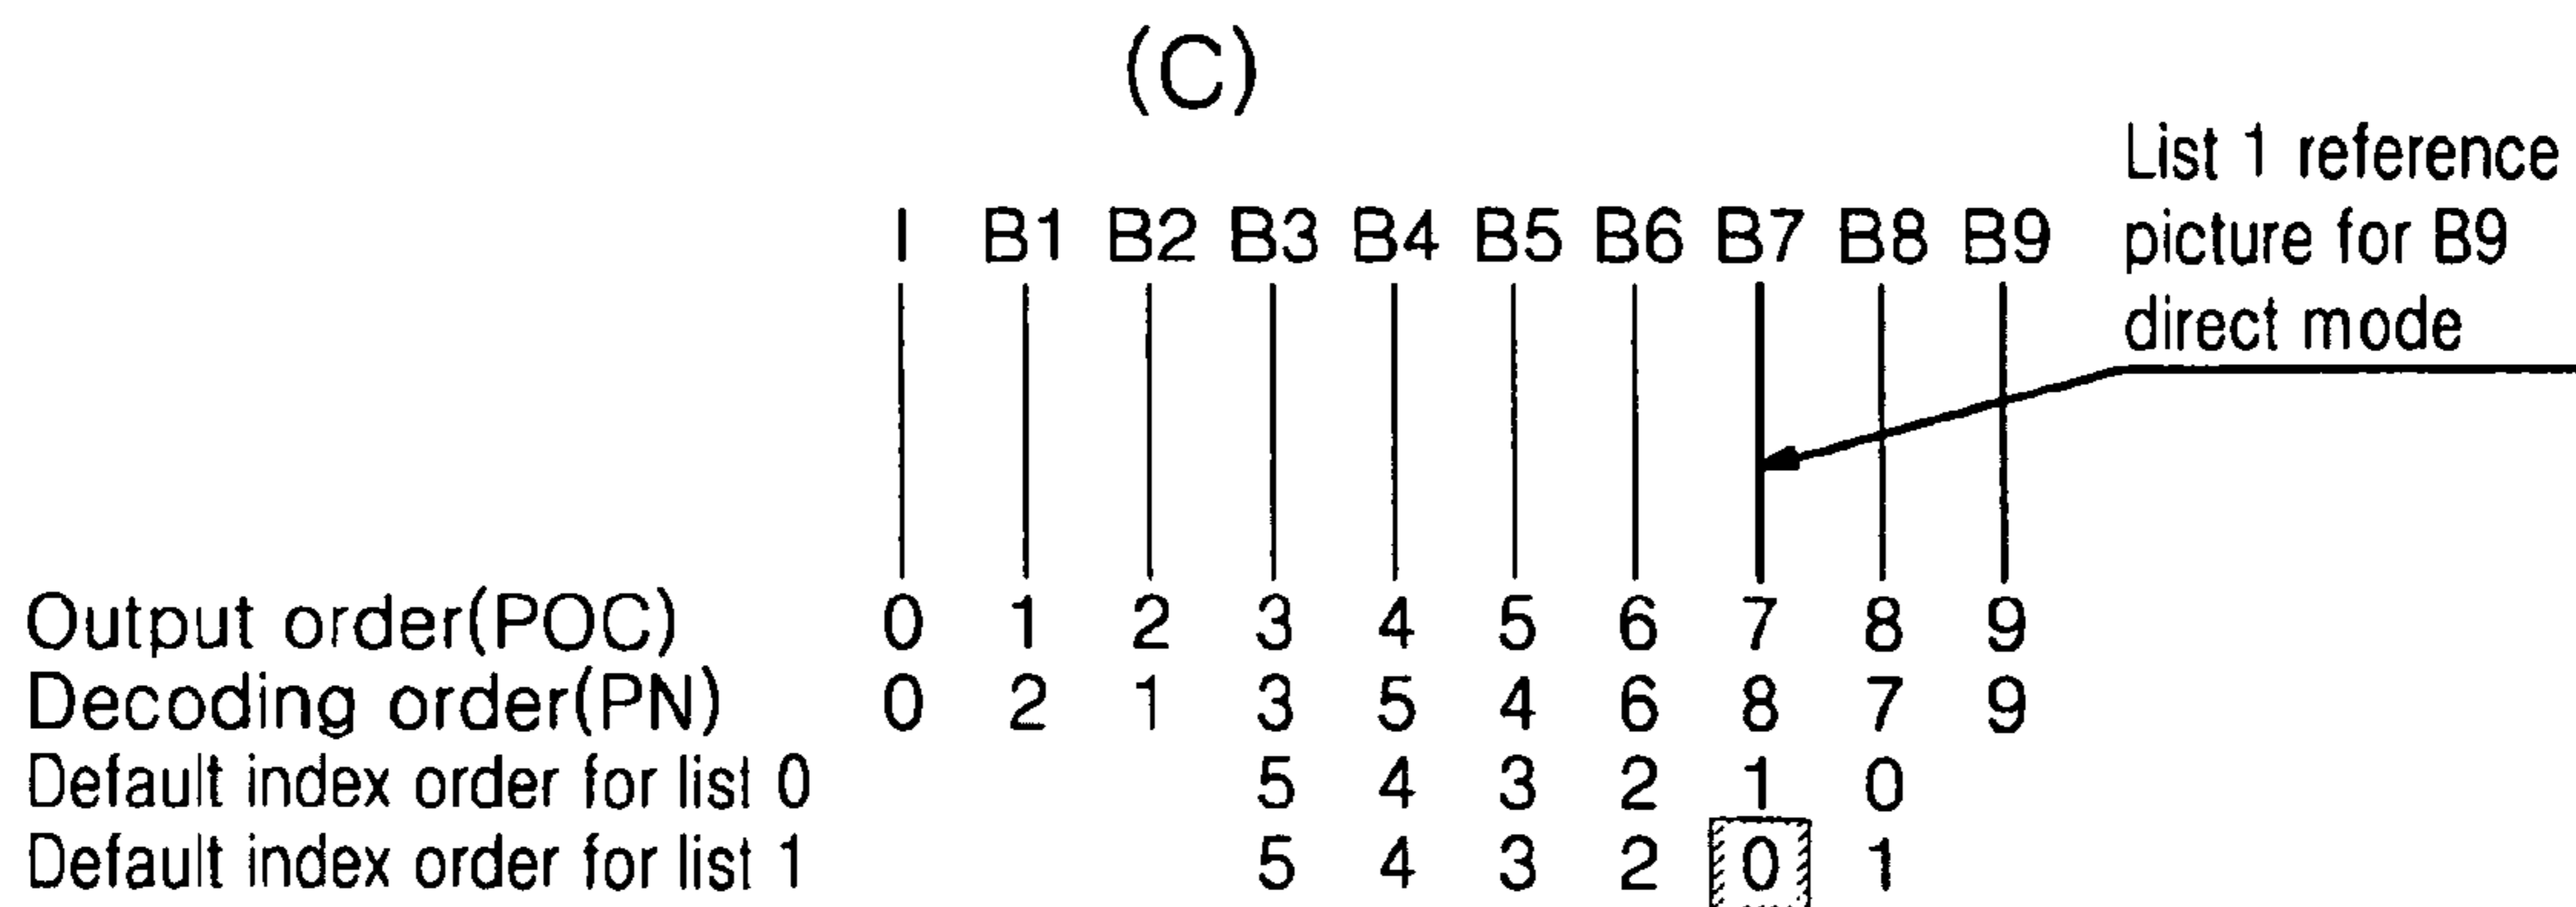 (C)
List 1 reference
picture for B9
direct mode
I B1 B2 B3 B4 B5 B6 B7 B8 B9
Output order(POC) 0 1 2 3 4 5 6 7 8 9
Decoding order(PN) 0 2 1 3 5 4 6 8 7 9
Default index order for list 0 5 4 3 2 1 0
Default index order for list 1 5 4 3 2 0 1